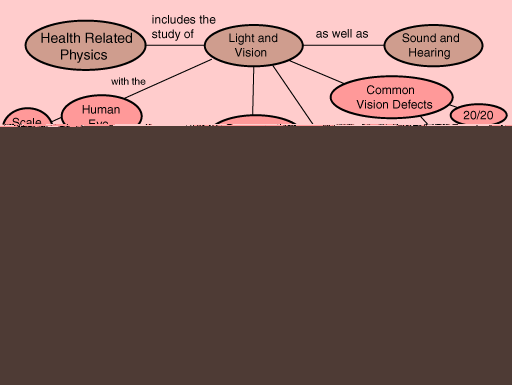 includes the
study of
Health Related
Physics
Light and
Vision
as well as
Sound and
Hearing
with the
Common
Vision Defects
Human
Eye
20/20
Scale